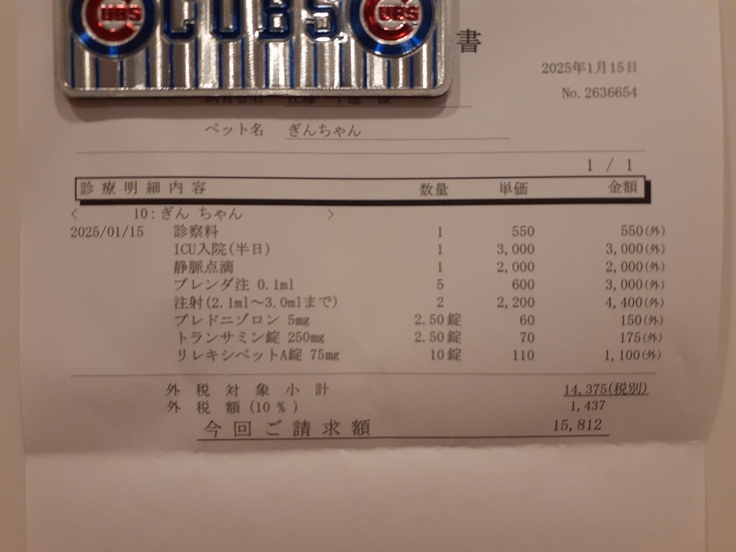 UBS CUBS UBS
書
2025年1月15日
No. 2636654
ペット名 ぎんちゃん
1 / 1
診療明細内容 数量 単価 金額
< 10:ぎん ちゃん >
2025/01/15 診察料 1 550 550(外)
ICU入院(半日) 1 3,000 3,000(外)
静脈点滴 1 2,000 2,000(外)
ブレンダ注 0.1ml 5 600 3,000(外)
注射(2.1ml～3.0mlまで) 2 2,200 4,400(外)
プレドニゾロン 5mg 2.50錠 60 150(外)
トランサミン錠 250mg 2.50錠 70 175(外)
リレキシペットA錠 75mg 10錠 110 1,100(外)
外税対象小計 14,375(税別)
外税額(10%) 1,437
今回ご請求額 15,812